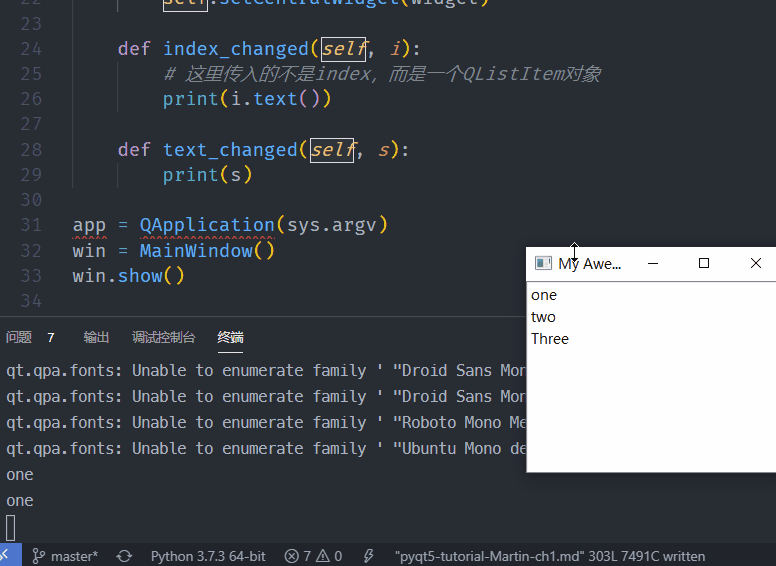 22 self.setCentralWidget(widget)
23
24 def index_changed(self, i):
25 # 这里传入的不是index, 而是一个QListItem对象
26 print(i.text())
27
28 def text_changed(self, s):
29 print(s)
30
31 app = QApplication(sys.argv)
32 win = MainWindow()
33 win.show()
34
My Awe...
one
two
Three
问题 7 输出 调试控制台 终端
qt.qpa.fonts: Unable to enumerate family ' "Droid Sans Mon
qt.qpa.fonts: Unable to enumerate family ' "Droid Sans Mon
qt.qpa.fonts: Unable to enumerate family ' "Roboto Mono Me
qt.qpa.fonts: Unable to enumerate family ' "Ubuntu Mono de
one
one
master* Python 3.7.3 64-bit 7 0 "pyqt5-tutorial-Martin-ch1.md" 303L 7491C written